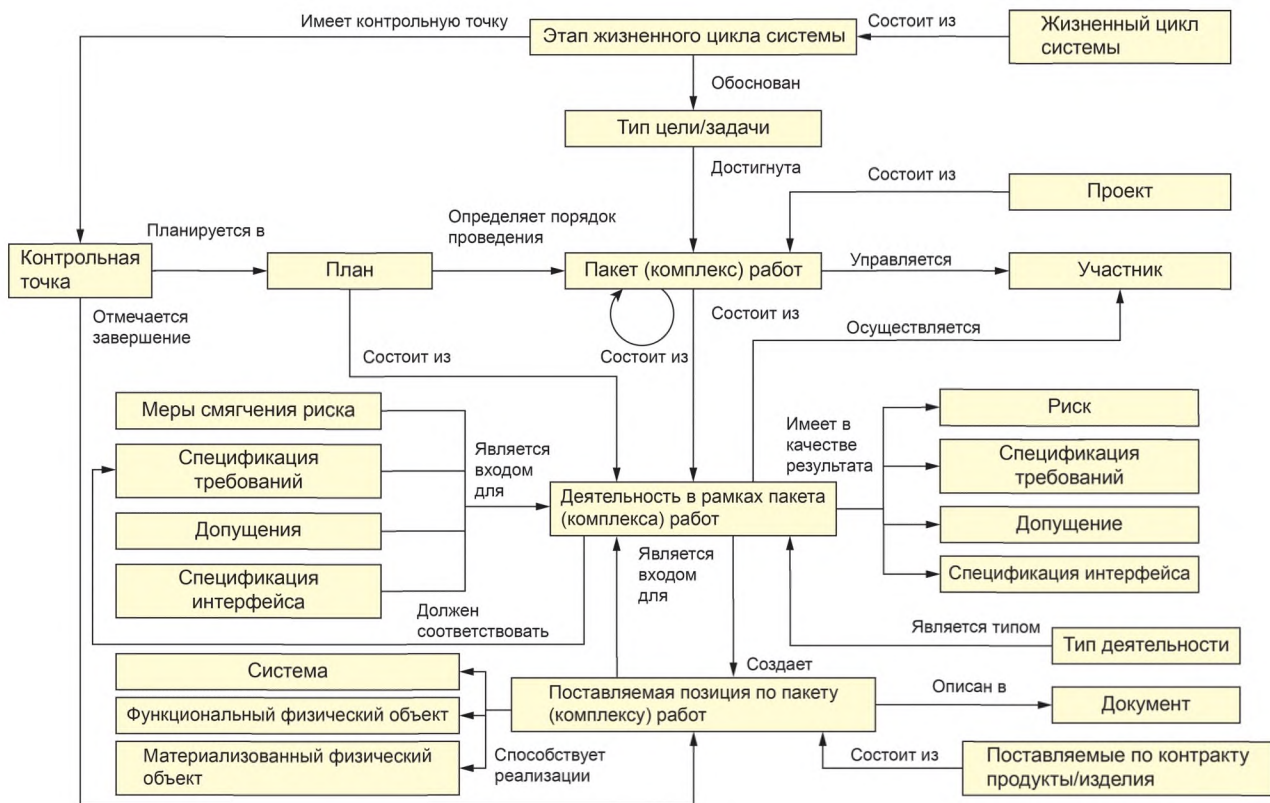 Имеет контрольную точку
Этап жизненного цикла системы
Состоит из
Жизненный цикл
системы
Обоснован
Тип цели/задачи
Достигнута
Состоит из
Проект
Планируется в
Определяет порядок
проведения
Контрольная
точка
План
Пакет (комплекс) работ
Управляется
Участник
Отмечается
завершение
Состоит из
Состоит из
Состоит из
Осуществляется
Меры смягчения риска
Спецификация
требований
Допущения
Спецификация
интерфейса
Является
входом
для
Деятельность в рамках пакета
(комплекса) работ
Имеет в
качестве
результата
Риск
Спецификация
требований
Допущение
Спецификация интерфейса
Должен
соответствовать
Является
входом
для
Является типом
Тип деятельности
Создает
Система
Функциональный физический объект
Материализованный физический
объект
Поставляемая позиция по пакету
(комплексу) работ
Описан в
Документ
Способствует
реализации
Состоит из
Поставляемые по контракту
продукты/изделия